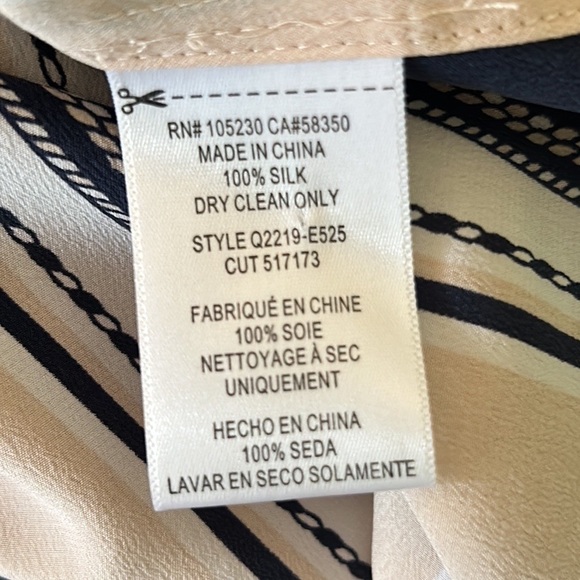 RN# 105230 CA#58350
MADE IN CHINA
100% SILK
DRY CLEAN ONLY
STYLE Q2219-E525
CUT 517173
FABRIQUÉ EN CHINE
100% SOIE
NETTOYAGE À SEC
UNIQUEMENT
HECHO EN CHINA
100% SEDA
LAVAR EN SECO SOLAMENTE